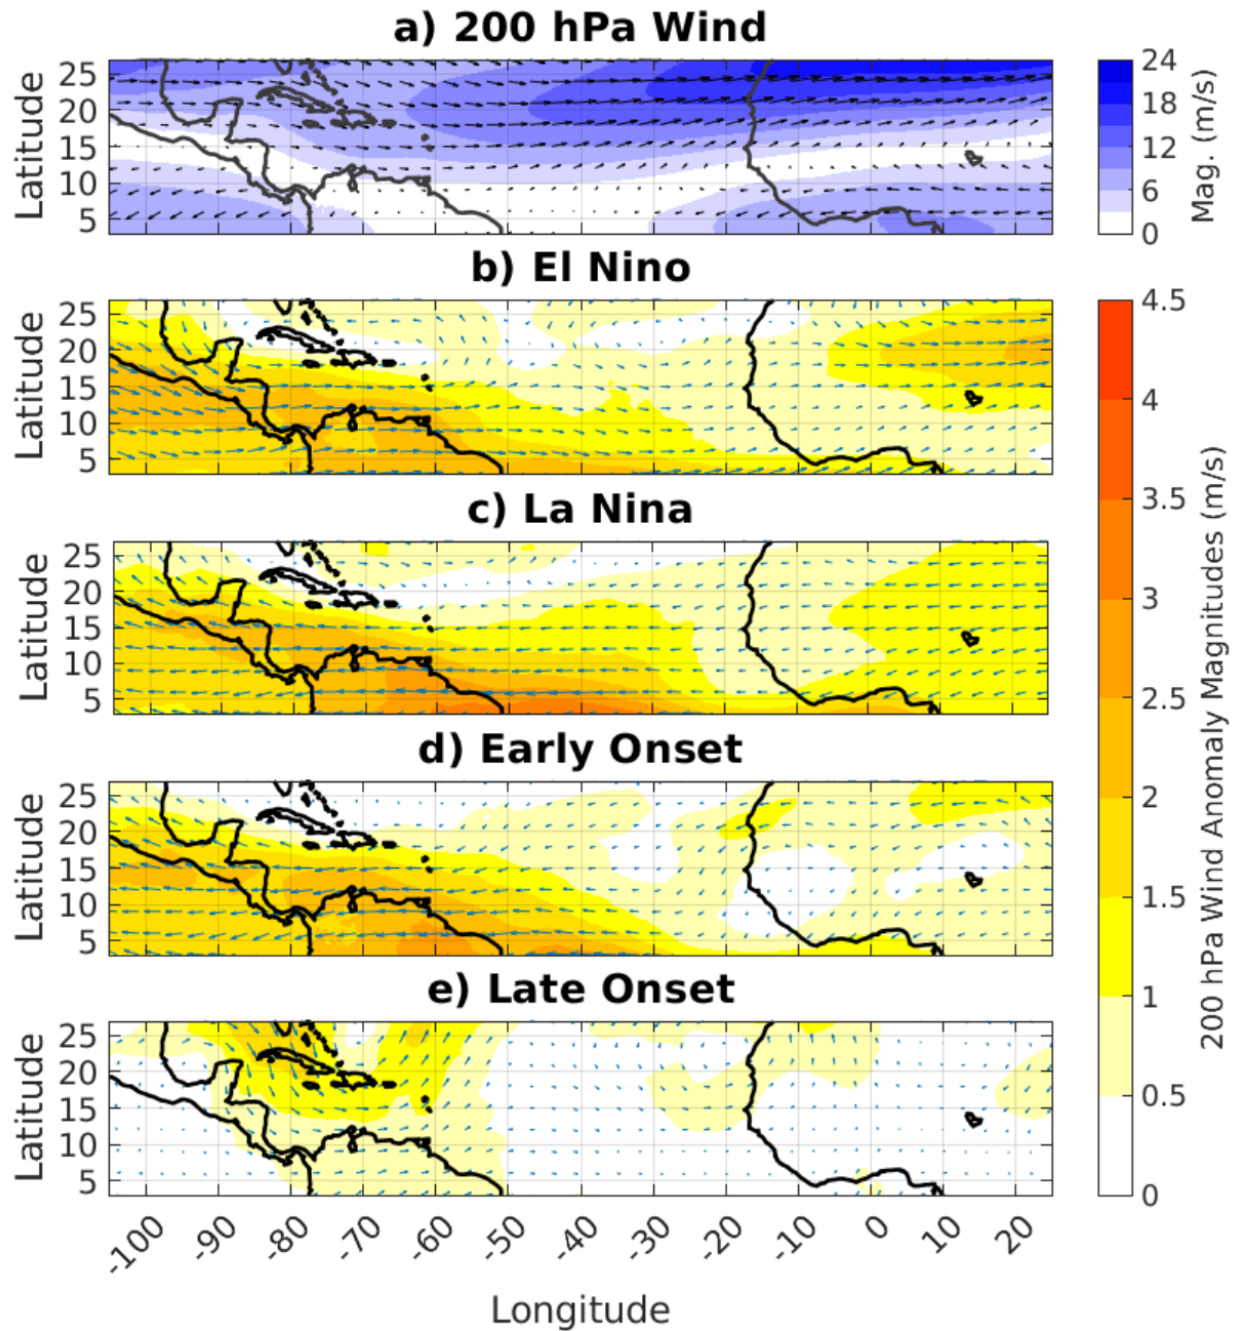 a) 200 hPa Wind
Latitude
25
20
15
10
5
24
18
12
6
0
Mag. (m/s)
b) El Nino
Latitude
25
20
15
10
5
c) La Nina
Latitude
25
20
15
10
5
d) Early Onset
Latitude
25
20
15
10
5
e) Late Onset
Latitude
25
20
15
10
5
4.5
4
3.5
3
2.5
2
1.5
1
0.5
0
200 hPa Wind Anomaly Magnitudes (m/s)
-100 -90 -80 -70 -60 -50 -40 -30 -20 -10 0 10 20
Longitude